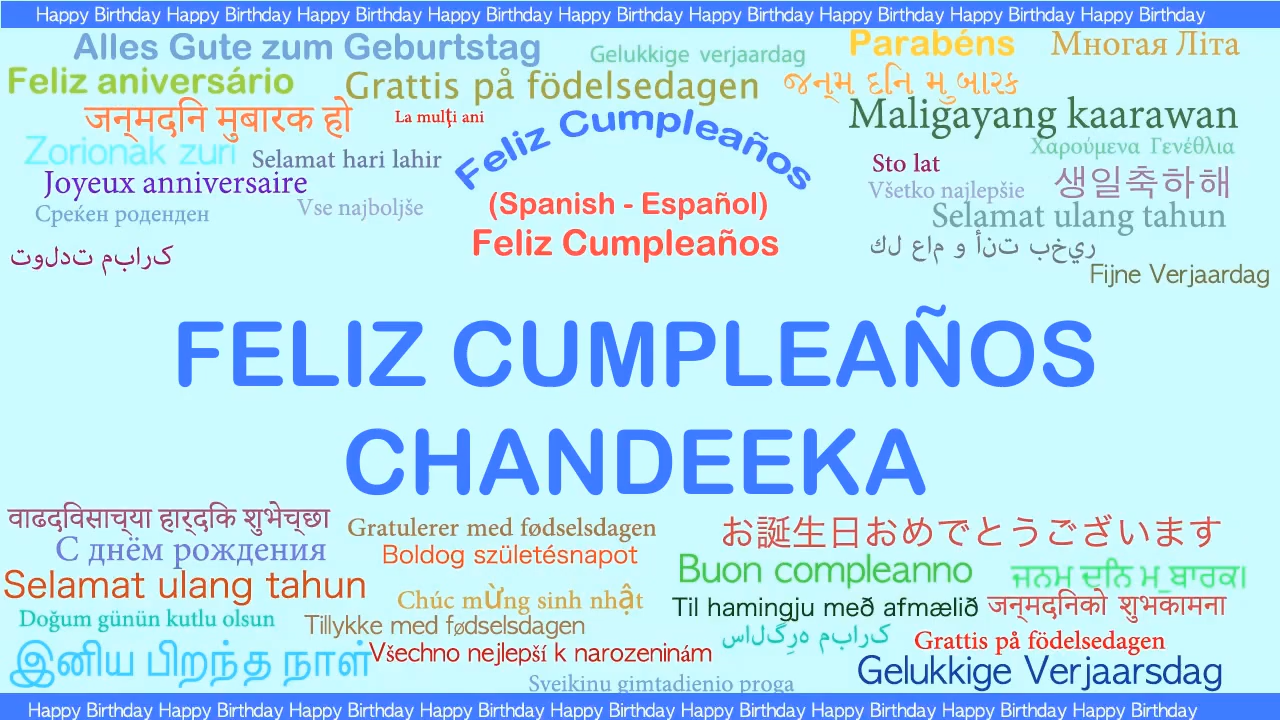 Happy Birthday Happy Birthday Happy Birthday Happy Birthday Happy Birthday Happy Birthday Happy Birthday Happy Birthday Happy Birthday
Alles Gute zum Geburtstag
Gelukkige verjaardag
Parabéns
Многая Літа
Feliz aniversário
Grattis på födelsedagen
જન્મ દિન મુબારક
जन्मदिन मुबारक हो
La mulţi ani
Feliz Cumpleaños
Maligayang kaarawan
Zorionak zuri
Selamat hari lahir
Sto lat
Χαρούμενα Γενέθλια
Joyeux anniversaire
Všetko najlepšie
생일축하해
Среќен роденден
Vse najboljše
(Spanish - Español)
Selamat ulang tahun
Feliz Cumpleaños
تولدت مبارک
كل عام و أنت بخير
Fijne Verjaardag
FELIZ CUMPLEAÑOS
CHANDEEKA
वाढदिवसाच्या हार्दिक शुभेच्छा
Gratulerer med fødselsdagen
お誕生日おめでとうございます
С днём рождения
Boldog születésnapot
Buon compleanno
ਜਨਮ ਦਿਨ ਮੁਬਾਰਕ।
Selamat ulang tahun
Chúc mừng sinh nhật
Til hamingju með afmælið
जन्मदिनको शुभकामना
Doğum günün kutlu olsun
Tillykke med fødselsdagen
سالگرہ مبارک
Grattis på födelsedagen
இனிய பிறந்த நாள்
Všechno nejlepší k narozeninám
Gelukkige Verjaarsdag
Sveikinu gimtadienio proga
Happy Birthday Happy Birthday Happy Birthday Happy Birthday Happy Birthday Happy Birthday Happy Birthday Happy Birthday Happy Birthday